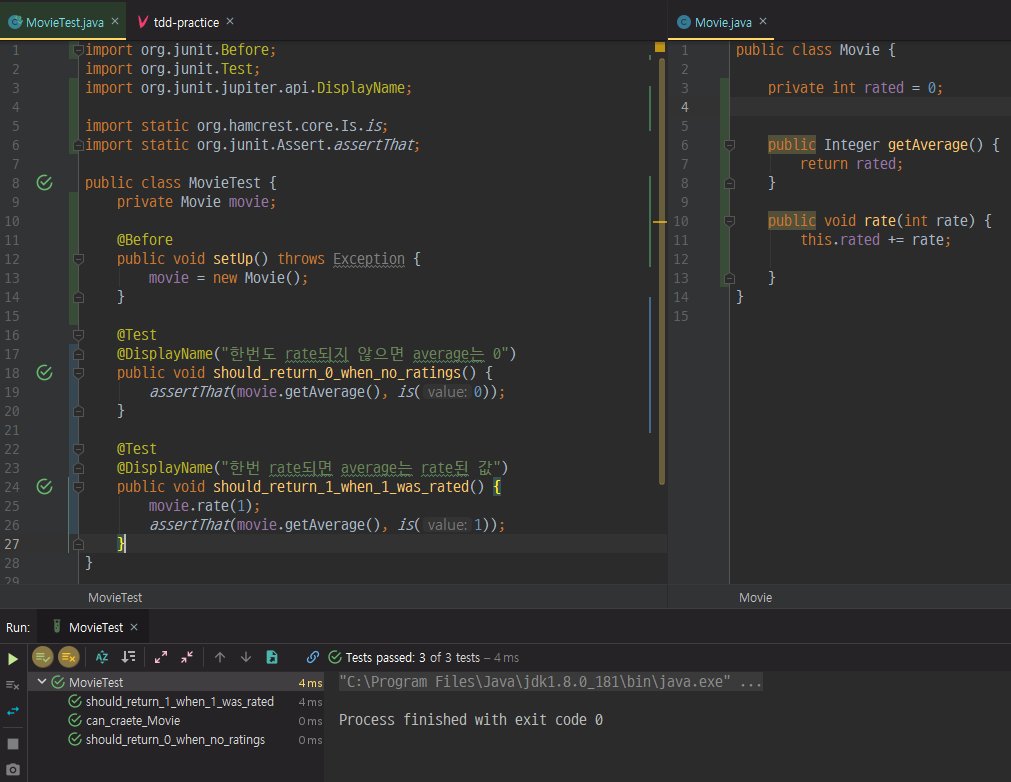 MovieTest.java
tdd-practice
Movie.java
1 import org.junit.Before;
2 import org.junit.Test;
3 import org.junit.jupiter.api.DisplayName;
4
5 import static org.hamcrest.core.Is.is;
6 import static org.junit.Assert.assertThat;
7
8 public class MovieTest {
9 private Movie movie;
10
11 @Before
12 public void setUp() throws Exception {
13 movie = new Movie();
14 }
15
16 @Test
17 @DisplayName("한번도 rate되지 않으면 average는 0")
18 public void should_return_0_when_no_ratings() {
19 assertThat(movie.getAverage(), is( value: 0));
20 }
21
22 @Test
23 @DisplayName("한번 rate되면 average는 rate된 값")
24 public void should_return_1_when_1_was_rated() {
25 movie.rate(1);
26 assertThat(movie.getAverage(), is( value: 1));
27 }
28 }
29
MovieTest
1 public class Movie {
2
3 private int rated = 0;
4
5
6 public Integer getAverage() {
7 return rated;
8 }
9
10 public void rate(int rate) {
11 this.rated += rate;
12
13 }
14 }
15
Movie
Run: MovieTest
Tests passed: 3 of 3 tests – 4 ms
MovieTest 4 ms
should_return_1_when_1_was_rated 4 ms
can_craete_Movie 0 ms
should_return_0_when_no_ratings 0 ms
"C:\Program Files\Java\jdk1.8.0_181\bin\java.exe" ...
Process finished with exit code 0